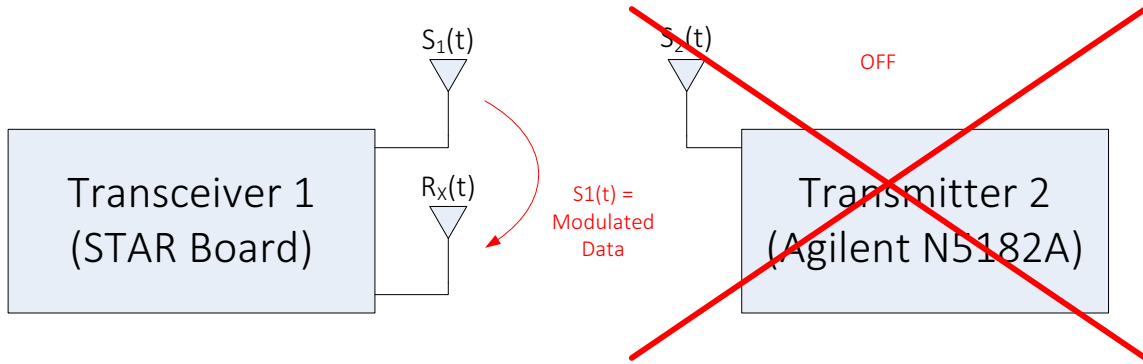 S₁(t)
S₂(t)
OFF
Transceiver 1
(STAR Board)
Rₓ(t)
S1(t) =
Modulated
Data
Transmitter 2
(Agilent N5182A)